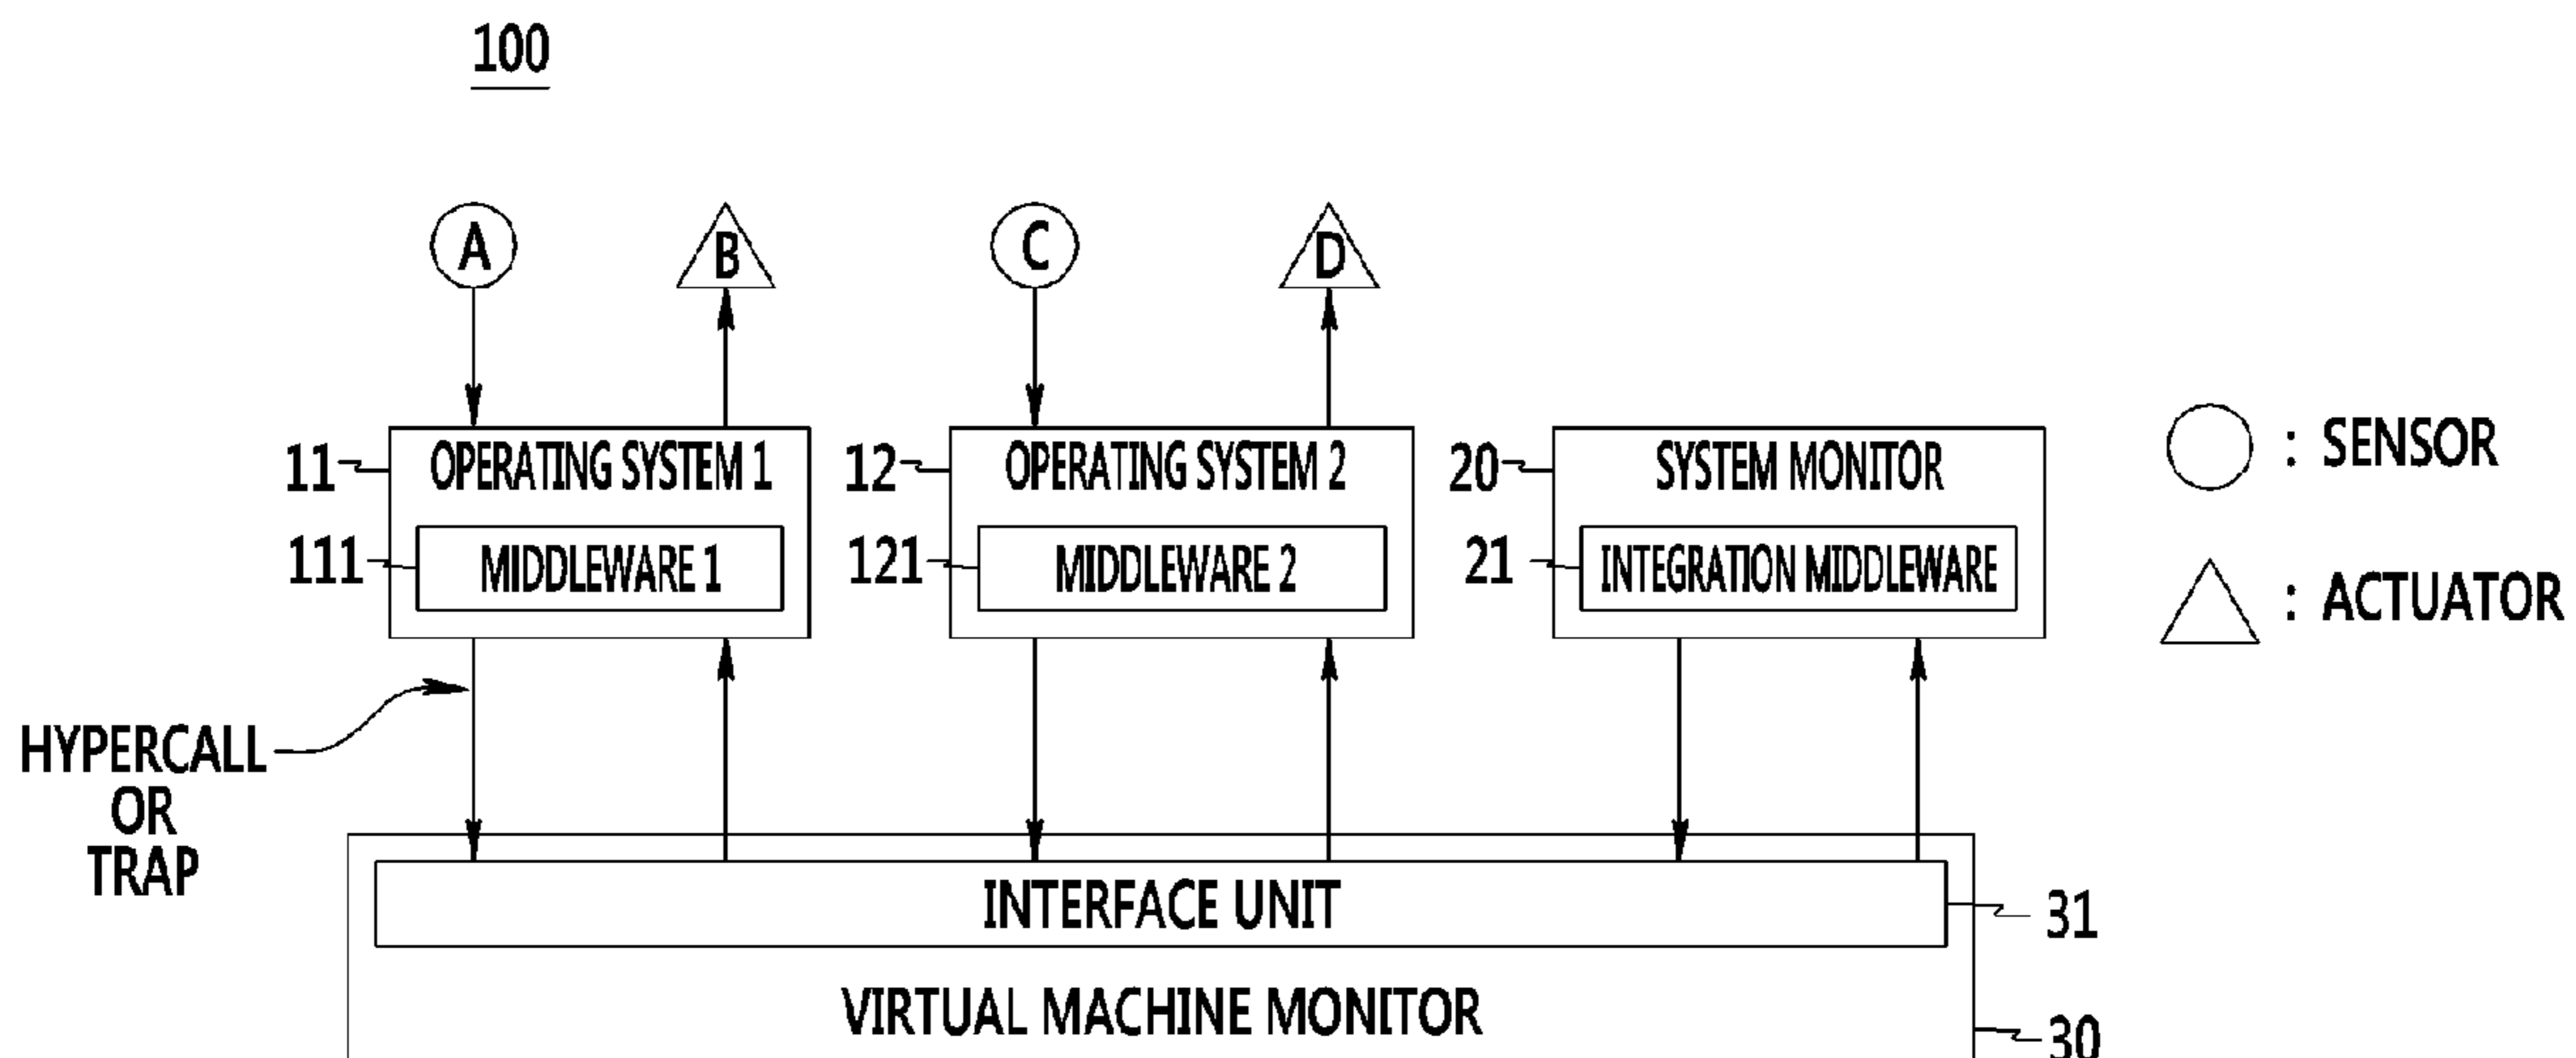 100
A
B
C
D
11
OPERATING SYSTEM 1
12
OPERATING SYSTEM 2
20
SYSTEM MONITOR
: SENSOR
111
MIDDLEWARE 1
121
MIDDLEWARE 2
21
INTEGRATION MIDDLEWARE
: ACTUATOR
HYPERCALL
OR
TRAP
INTERFACE UNIT
31
VIRTUAL MACHINE MONITOR
30